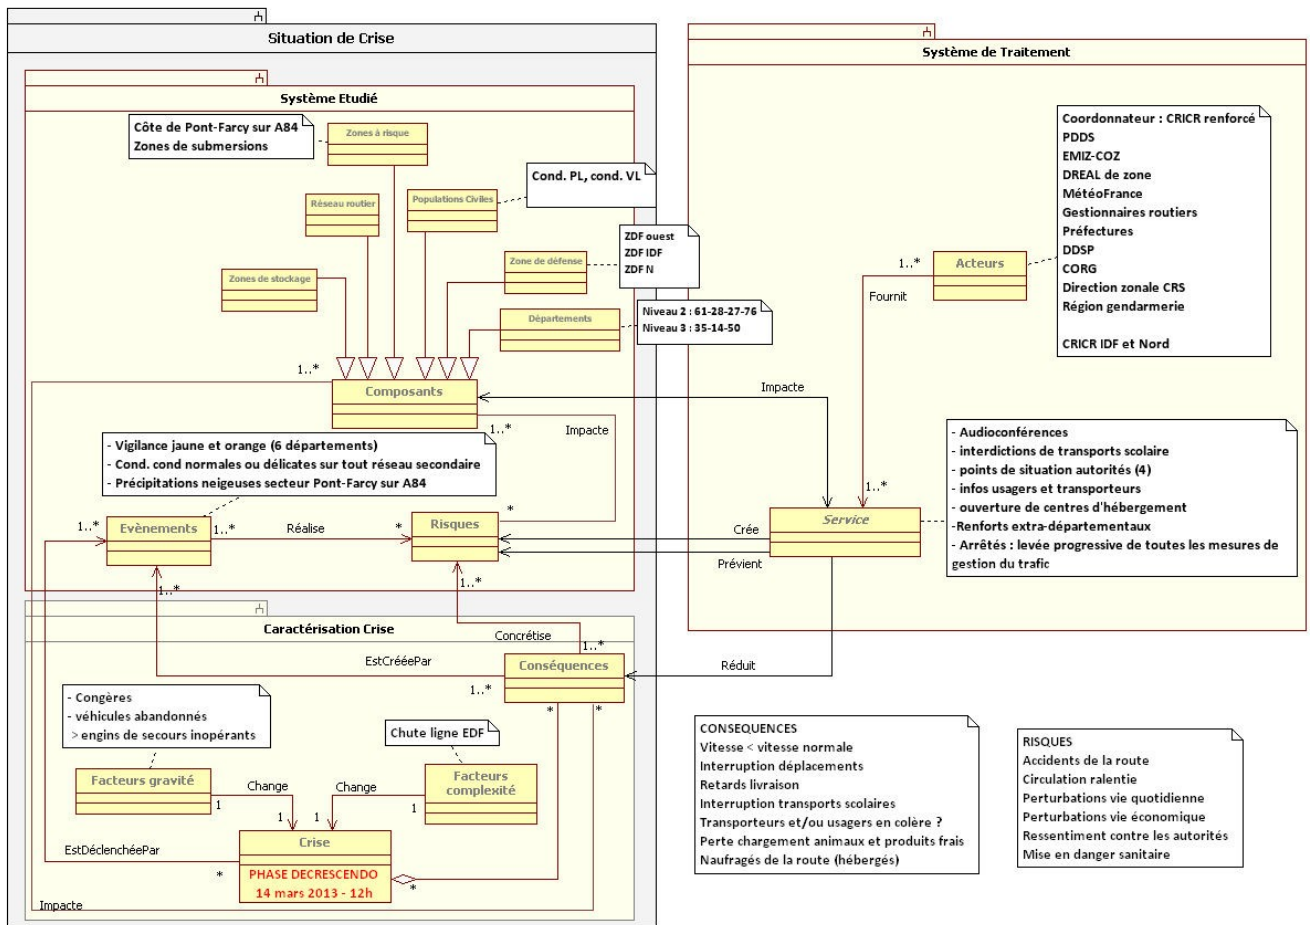 Situation de Crise
Système de Traitement
Système Etudié
Côte de Pont-Farcy sur A84
Zones de submersions
Zones à risque
Cond. PL, cond. VL
Réseau routier
Populations Civiles
ZDF ouest
ZDF IDF
ZDF N
Zones de stockage
Zone de défense
Départements
Niveau 2 : 61-28-27-76
Niveau 3 : 35-14-50
Coordonnateur : CRICR renforcé
PDDS
EMIZ-COZ
DREAL de zone
MétéoFrance
Gestionnaires routiers
Préfectures
DDSP
CORG
Direction zonale CRS
Région gendarmerie
CRICR IDF et Nord
1..*
Acteurs
Fournit
1..*
Composants
Impacte
1..*
Impacte
- Vigilance jaune et orange (6 départements)
- Cond. cond normales ou délicates sur tout réseau secondaire
- Précipitations neigeuses secteur Pont-Farcy sur A84
- Audioconférences
- interdictions de transports scolaire
- points de situation autorités (4)
- infos usagers et transporteurs
- ouverture de centres d'hébergement
-Renforts extra-départementaux
- Arrêtés : levée progressive de toutes les mesures de
gestion du trafic
1..*
*
1..*
Evènements
1..*
Réalise
*
Risques
Crée
Service
Prévient
1..*
1..*
Caractérisation Crise
Concrétise
1..*
EstCrééePar
Conséquences
Réduit
1..*
*
*
- Congères
- véhicules abandonnés
> engins de secours inopérants
Chute ligne EDF
Facteurs gravité
Change
Change
Facteurs
complexité
1
1
1
1
Crise
EstDéclenchéePar
PHASE DECRESCENDO
14 mars 2013 - 12h
*
*
Impacte
CONSEQUENCES
Vitesse < vitesse normale
Interruption déplacements
Retards livraison
Interruption transports scolaires
Transporteurs et/ou usagers en colère ?
Perte chargement animaux et produits frais
Naufragés de la route (hébergés)
RISQUES
Accidents de la route
Circulation ralentie
Perturbations vie quotidienne
Perturbations vie économique
Ressentiment contre les autorités
Mise en danger sanitaire